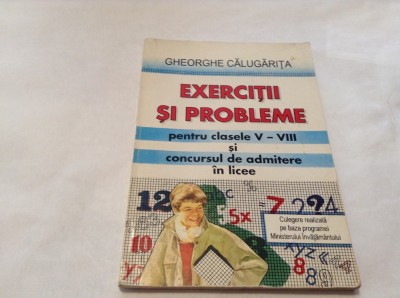 GHEORGHE CĂLUGĂRIȚA
EXERCIȚII
ȘI PROBLEME
pentru clasele V – VIII
și
concursul de admitere
în licee
Culegere realizată
pe baza programei
Ministerului Învățământului